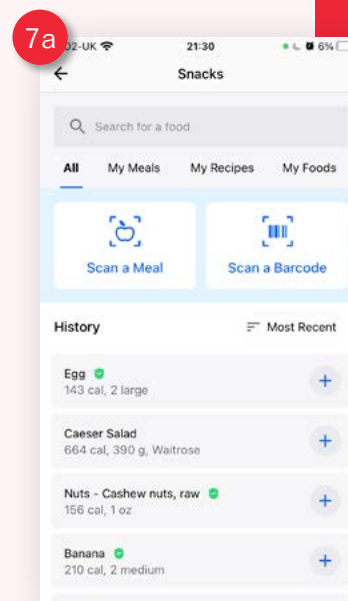 7a
02-UK 21:30 6%
Snacks
Search for a food
All My Meals My Recipes My Foods
Scan a Meal Scan a Barcode
History Most Recent
Egg
143 cal, 2 large
Caeser Salad
664 cal, 390 g, Waitrose
Nuts - Cashew nuts, raw
156 cal, 1 oz
Banana
210 cal, 2 medium